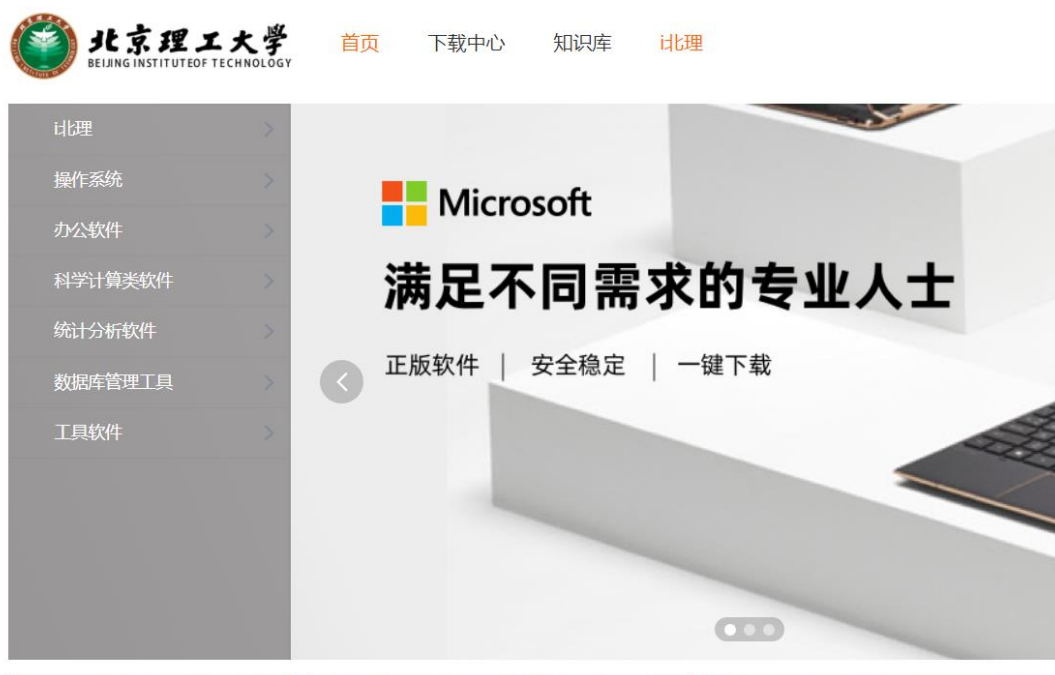 北京理工大學
BEIJING INSTITUTEOF TECHNOLOGY
首页 下载中心 知识库 i北理
i北理
操作系统
办公软件
科学计算类软件
统计分析软件
数据库管理工具
工具软件
Microsoft
满足不同需求的专业人士
正版软件 | 安全稳定 | 一键下载